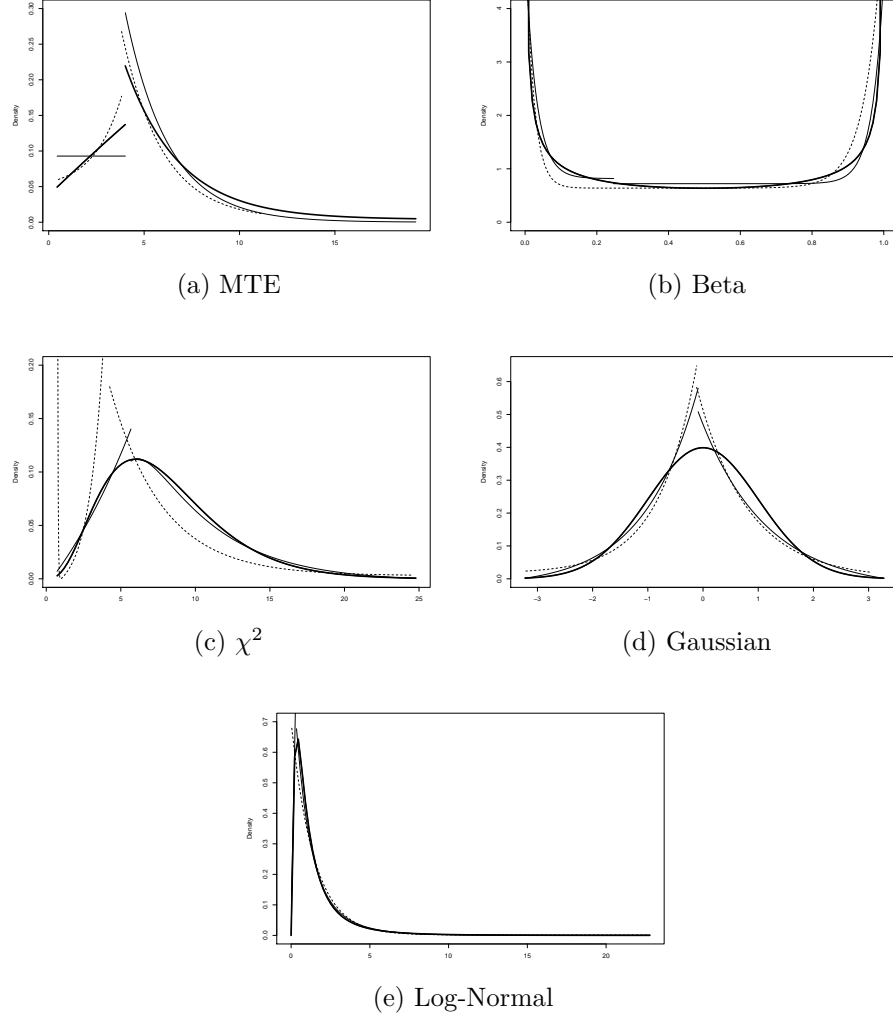 0.30
0.25
0.20
0.15
0.10
0.05
0.00
Density
0 5 10 15
(a) MTE
4
3
2
1
0
Density
0.0 0.2 0.4 0.6 0.8 1.0
(b) Beta
0.20
0.15
0.10
0.05
0.00
Density
0 5 10 15 20 25
(c) χ²
0.6
0.5
0.4
0.3
0.2
0.1
0.0
Density
−3 −2 −1 0 1 2 3
(d) Gaussian
0.7
0.6
0.5
0.4
0.3
0.2
0.1
0.0
Density
0 5 10 15 20
(e) Log-Normal